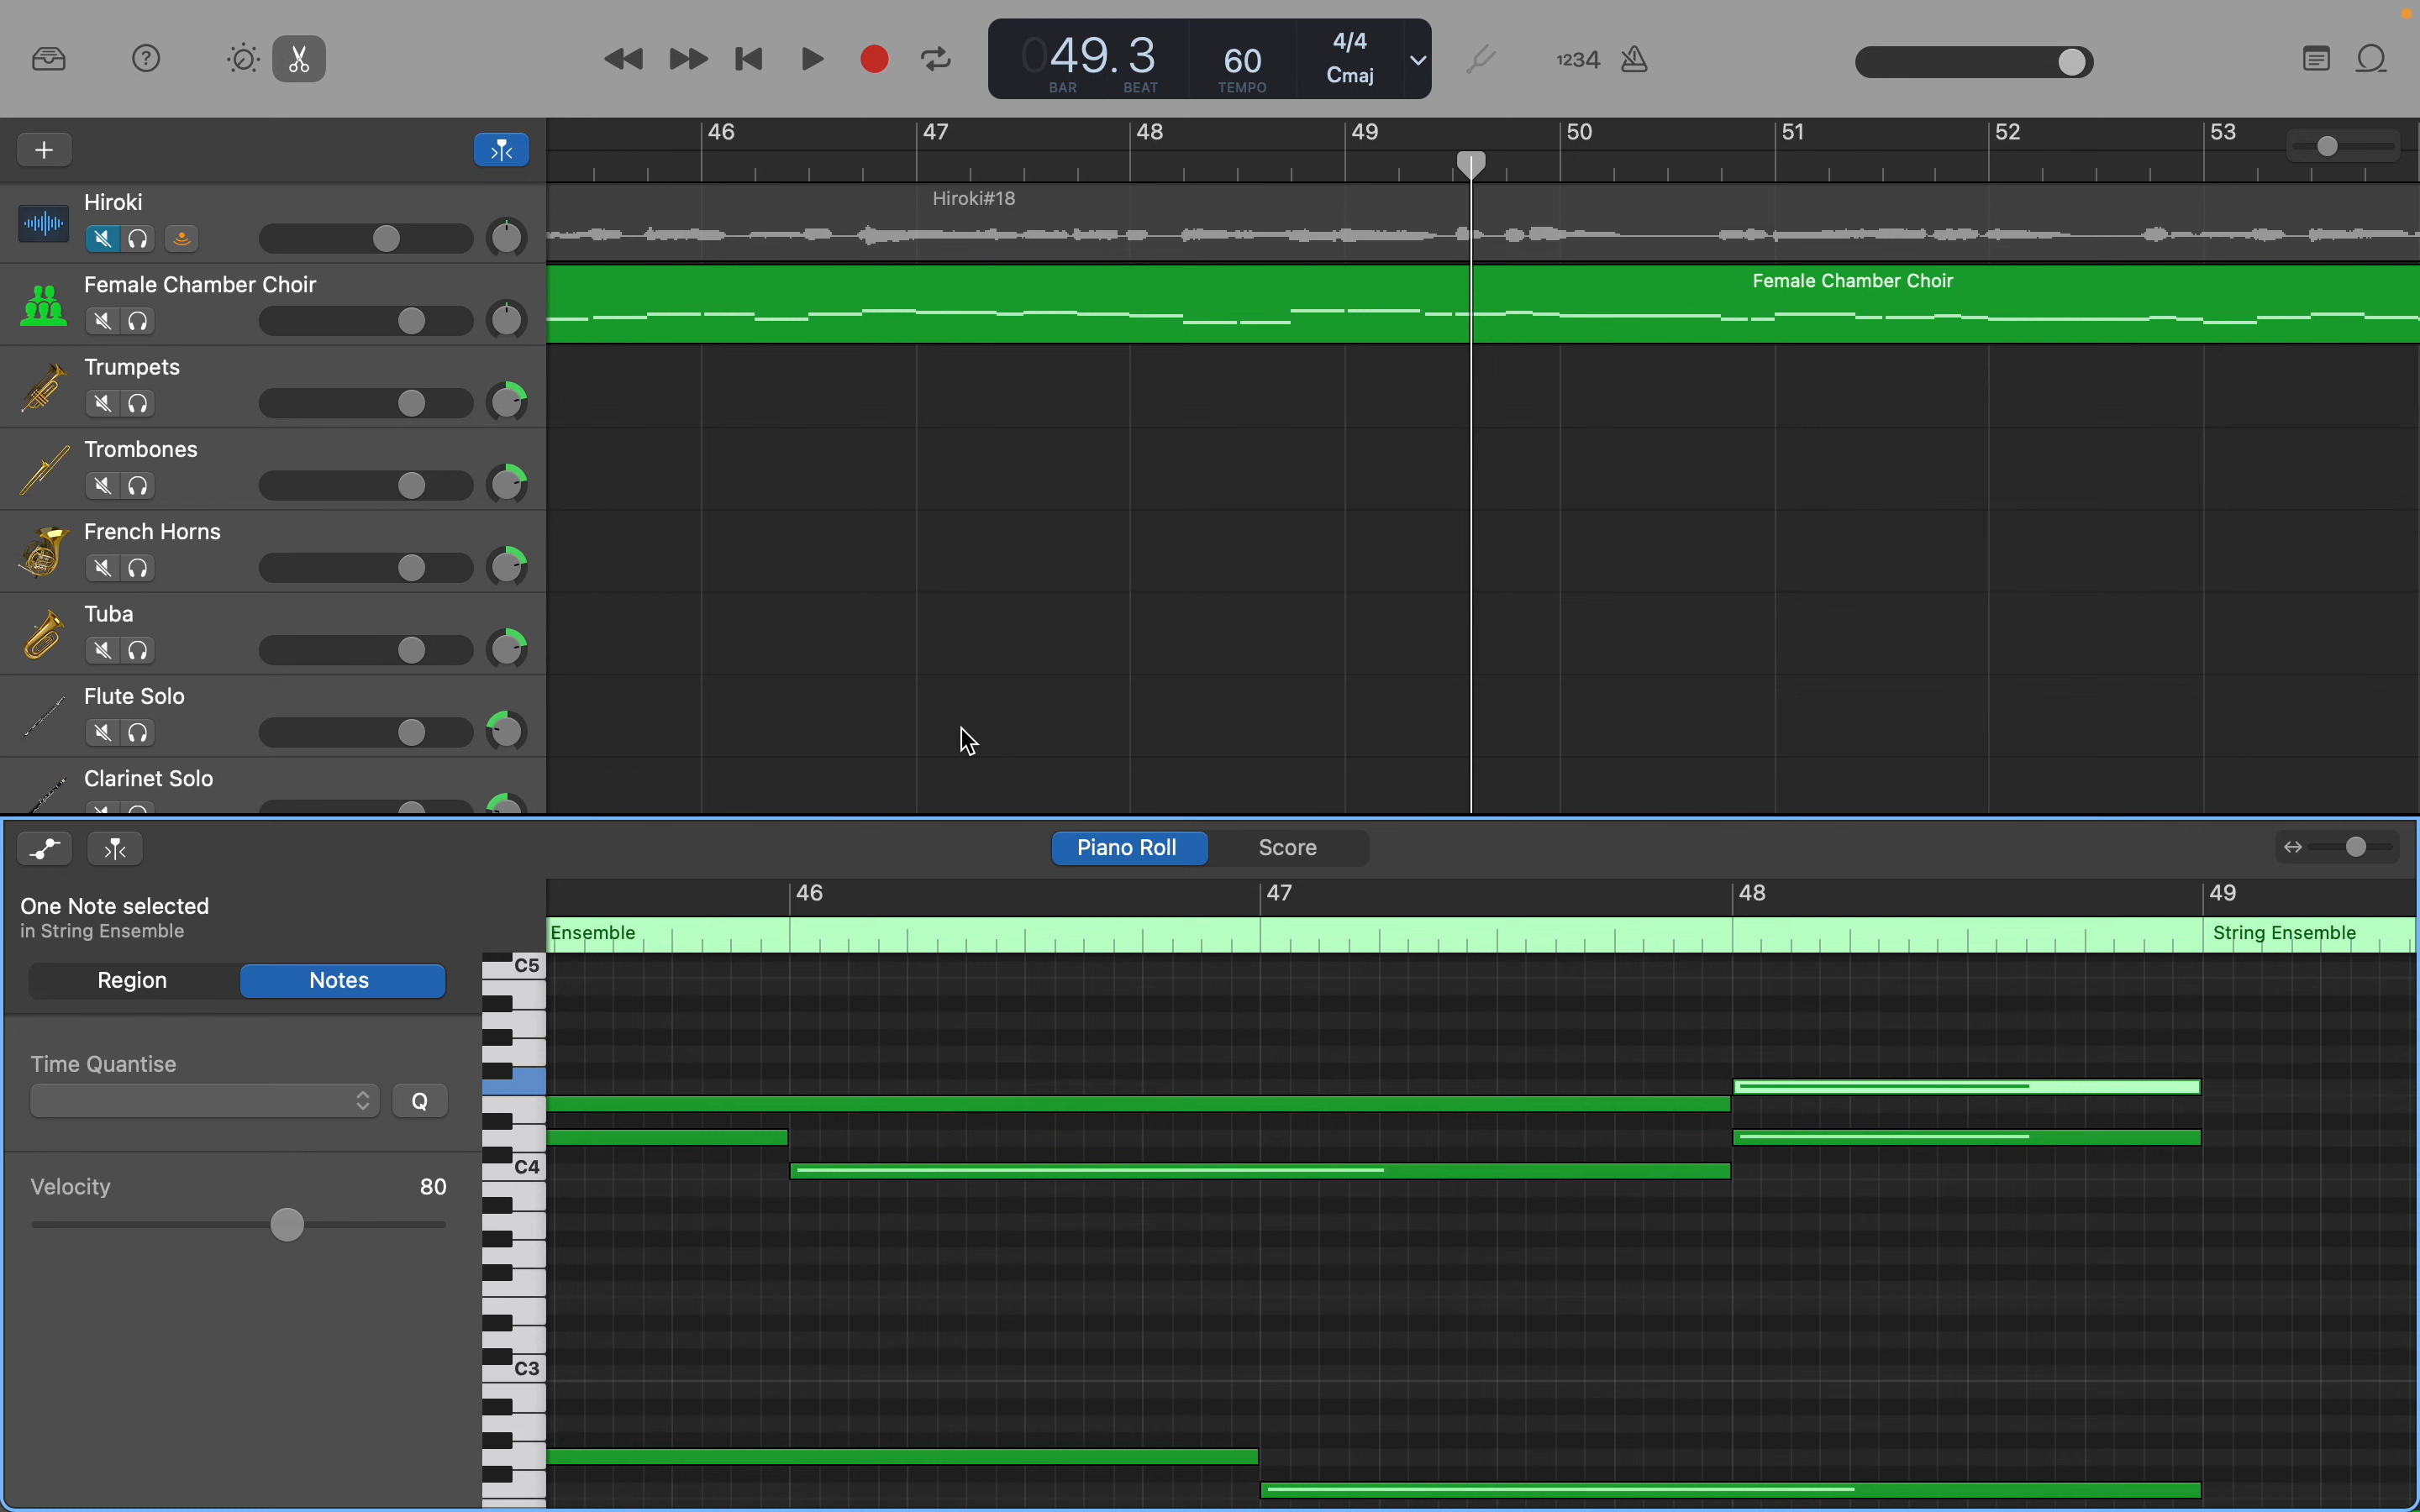 049.3
60
4/4
Cmaj
BAR
BEAT
TEMPO
1234
46
47
48
49
50
51
52
53
Hiroki
Hiroki#18
Female Chamber Choir
Female Chamber Choir
Trumpets
Trombones
French Horns
Tuba
Flute Solo
Clarinet Solo
Piano Roll
Score
46
47
48
49
One Note selected
in String Ensemble
Ensemble
String Ensemble
Region
Notes
C5
Time Quantise
Q
C4
Velocity
80
C3